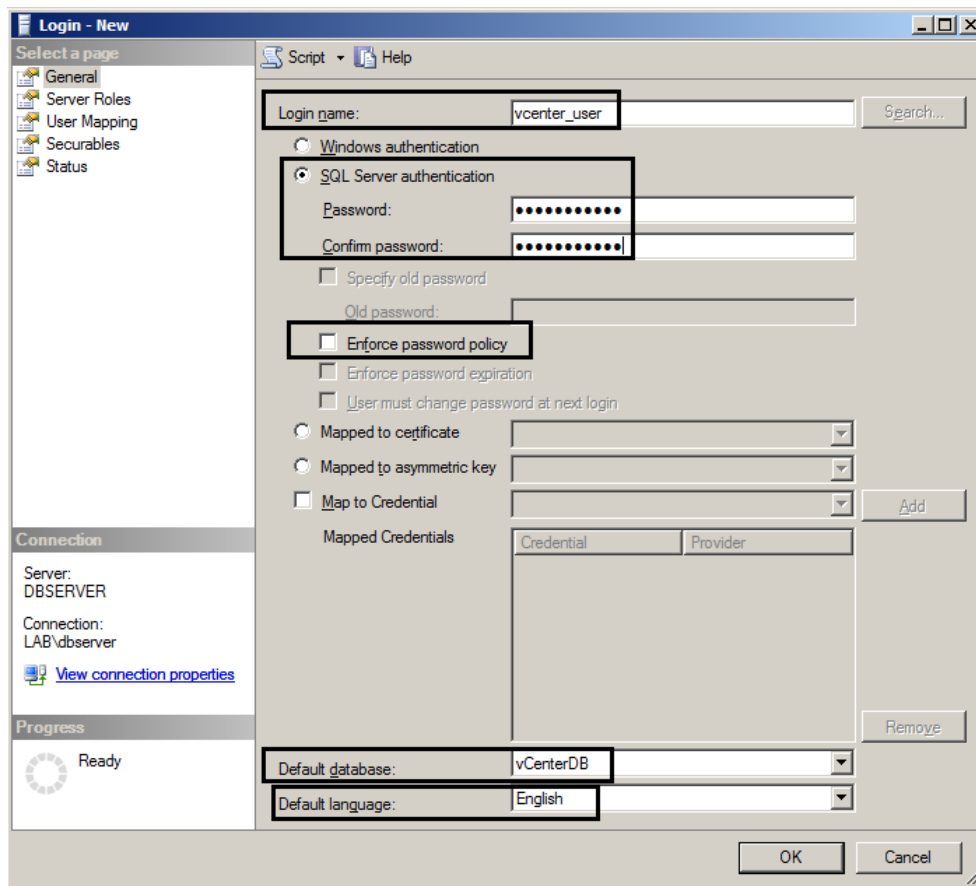 Login - New
Select a page
General
Server Roles
User Mapping
Securables
Status
Script Help
Login name: vcenter_user Search...
Windows authentication
SQL Server authentication
Password: ●●●●●●●●●●●
Confirm password: ●●●●●●●●●●●
Specify old password
Old password:
Enforce password policy
Enforce password expiration
User must change password at next login
Mapped to certificate
Mapped to asymmetric key
Map to Credential Add
Mapped Credentials Credential Provider
Remove
Default database: vCenterDB
Default language: English
Connection
Server:
DBSERVER
Connection:
LAB\dbserver
View connection properties
Progress
Ready
OK Cancel